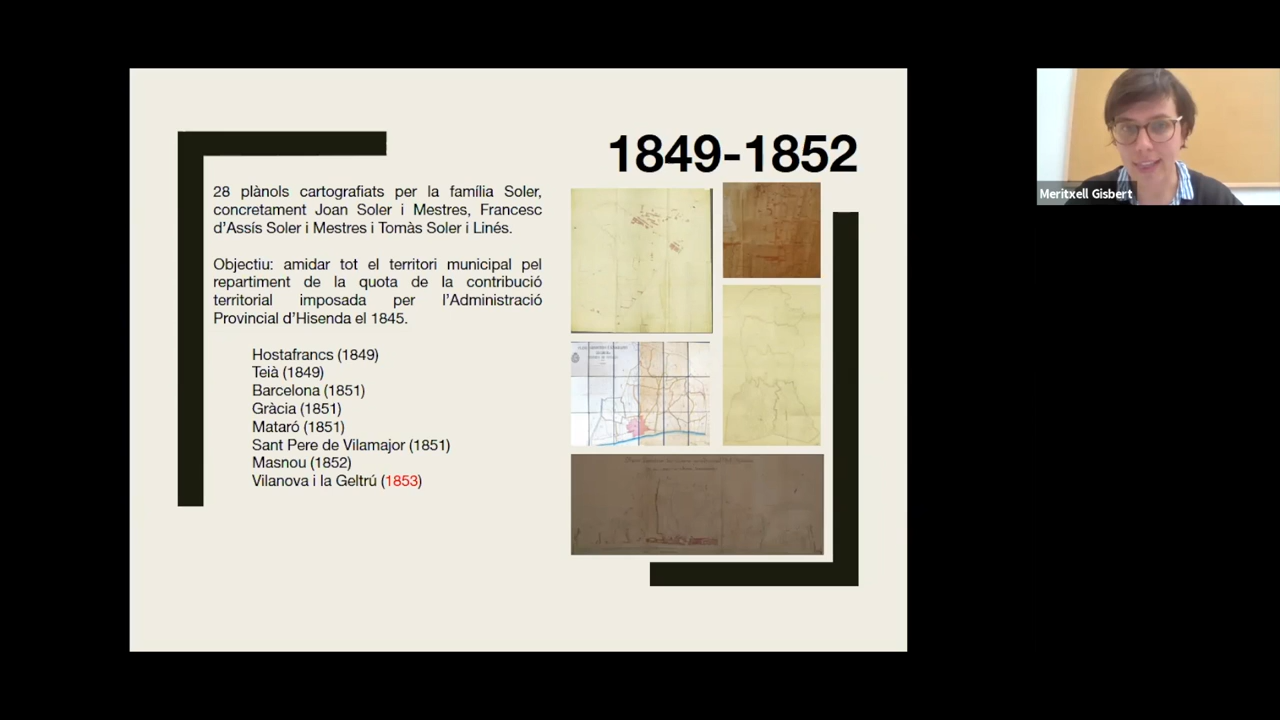 1849-1852
28 plànols cartografiats per la família Soler,
concretament Joan Soler i Mestres, Francesc
d'Assís Soler i Mestres i Tomàs Soler i Linés.
Objectiu: amidar tot el territori municipal pel
repartiment de la quota de la contribució
territorial imposada per l'Administració
Provincial d'Hisenda el 1845.
Hostafrancs (1849)
Teià (1849)
Barcelona (1851)
Gràcia (1851)
Mataró (1851)
Sant Pere de Vilamajor (1851)
Masnou (1852)
Vilanova i la Geltrú (1853)
Meritxell Gisbert